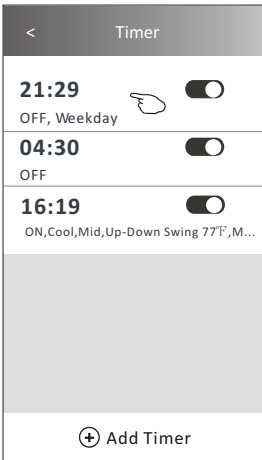 < Timer
21:29
OFF, Weekday
04:30
OFF
16:19
ON,Cool,Mid,Up-Down Swing 77℉,M...
Add Timer